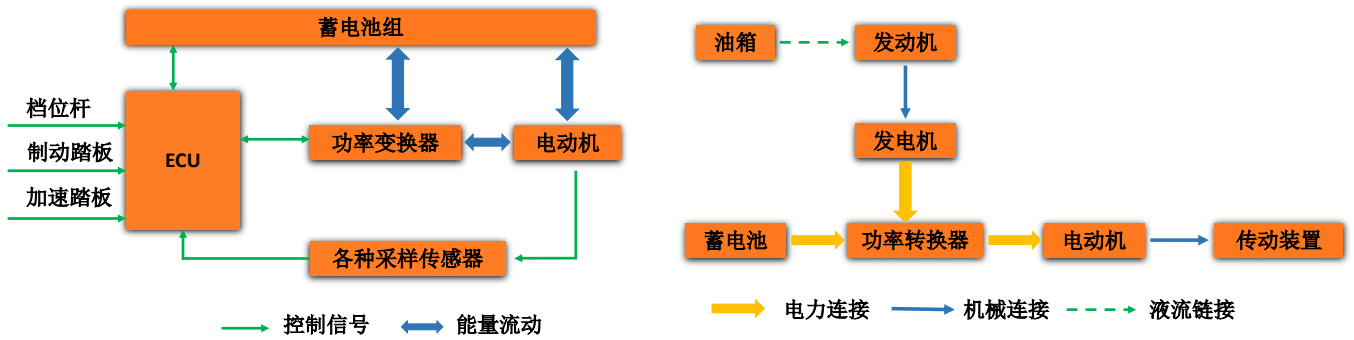 蓄电池组
档位杆
制动踏板
加速踏板
ECU
功率变换器
电动机
各种采样传感器
控制信号
能量流动
油箱
发动机
发电机
蓄电池
功率转换器
电动机
传动装置
电力连接
机械连接
液流链接